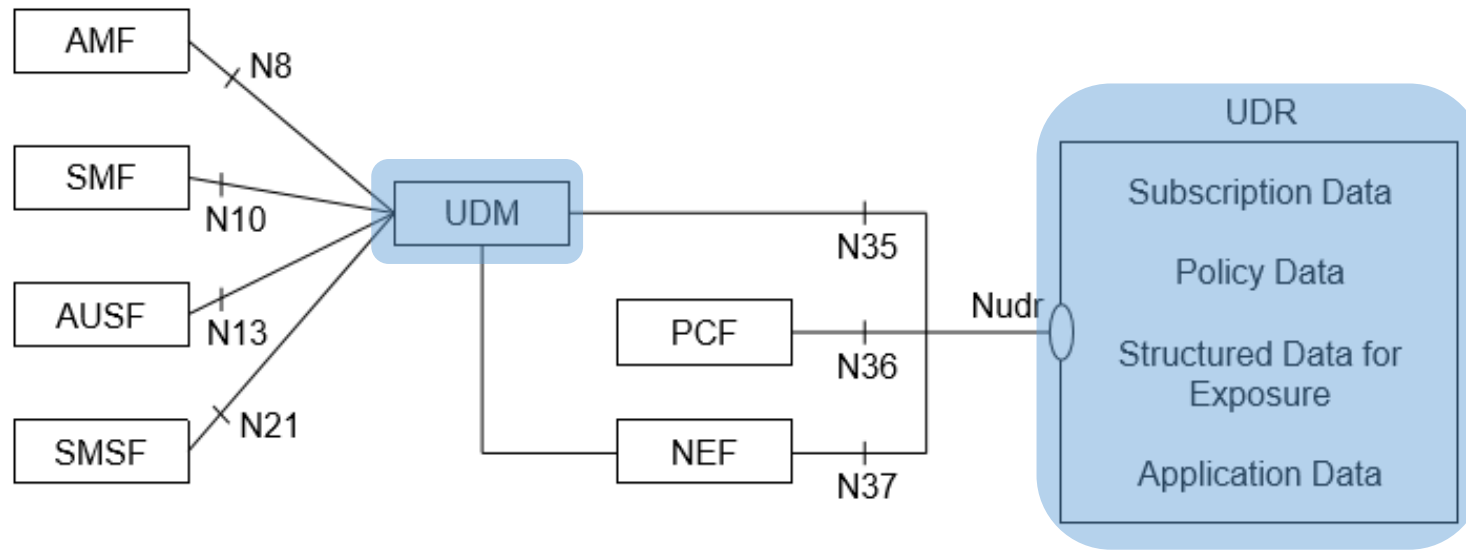 AMF
N8
SMF
N10
AUSF
N13
SMSF
N21
UDM
N35
PCF
N36
NEF
N37
Nudr
UDR
Subscription Data
Policy Data
Structured Data for
Exposure
Application Data